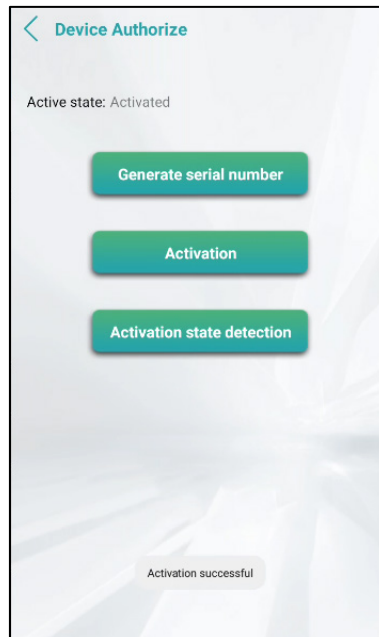 Device Authorize
Active state: Activated
Generate serial number
Activation
Activation state detection
Activation successful